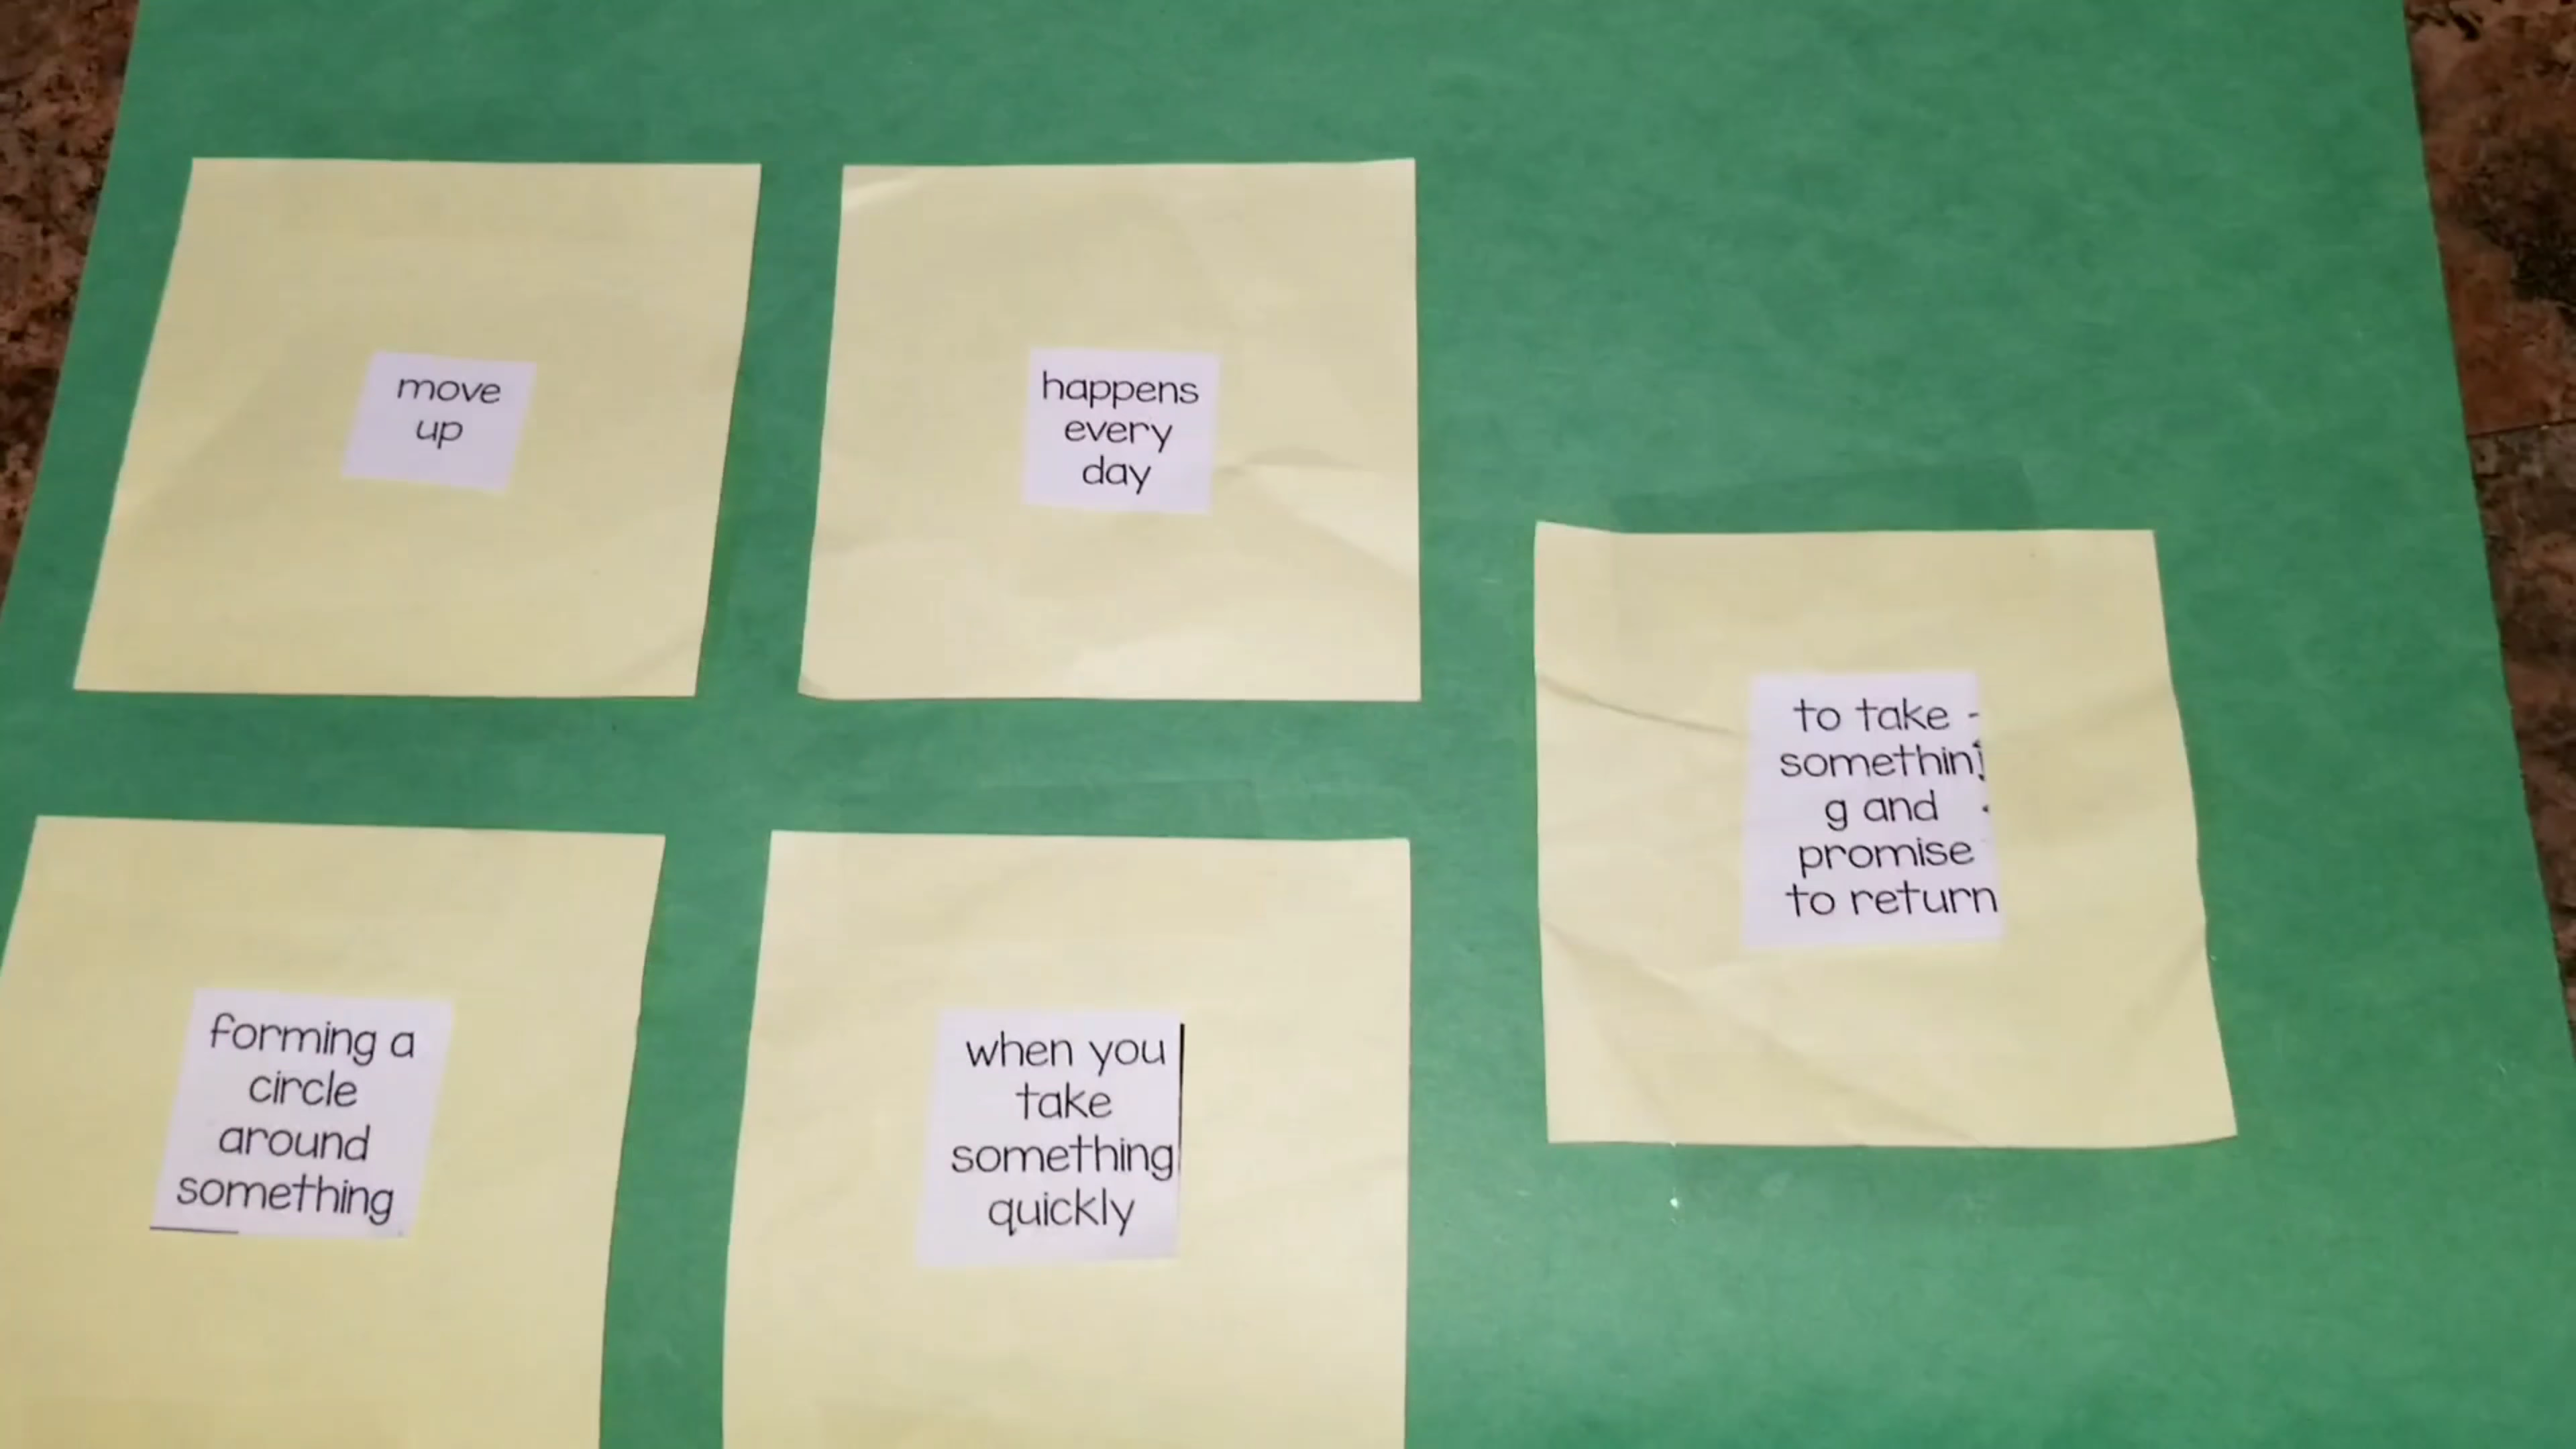 move
up
happens
every
day
to take -
somethin
g and
promise
to return
forming a
circle
around
something
when you
take
something
quickly